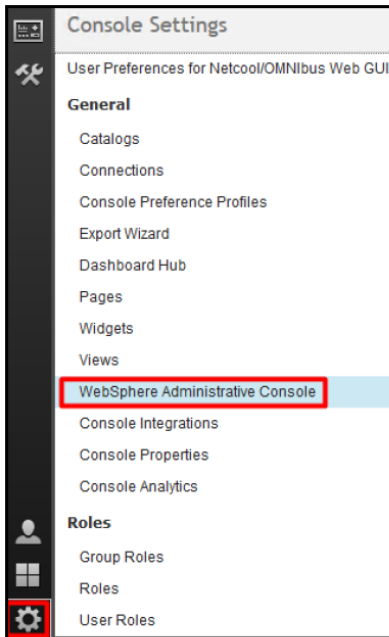 Console Settings
User Preferences for Netcool/OMNIbus Web GUI
General
Catalogs
Connections
Console Preference Profiles
Export Wizard
Dashboard Hub
Pages
Widgets
Views
WebSphere Administrative Console
Console Integrations
Console Properties
Console Analytics
Roles
Group Roles
Roles
User Roles